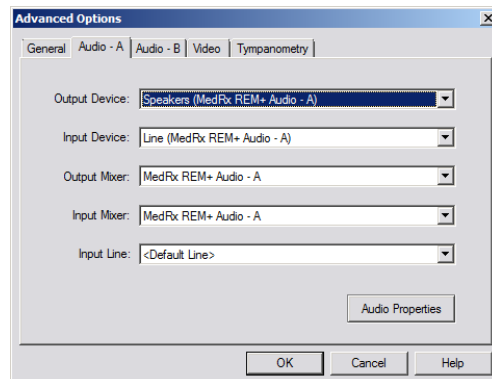 Advanced Options
General Audio - A Audio - B Video Tympanometry
Output Device: Speakers (MedRx REM+ Audio - A)
Input Device: Line (MedRx REM+ Audio - A)
Output Mixer: MedRx REM+ Audio - A
Input Mixer: MedRx REM+ Audio - A
Input Line: <Default Line>
Audio Properties
OK Cancel Help